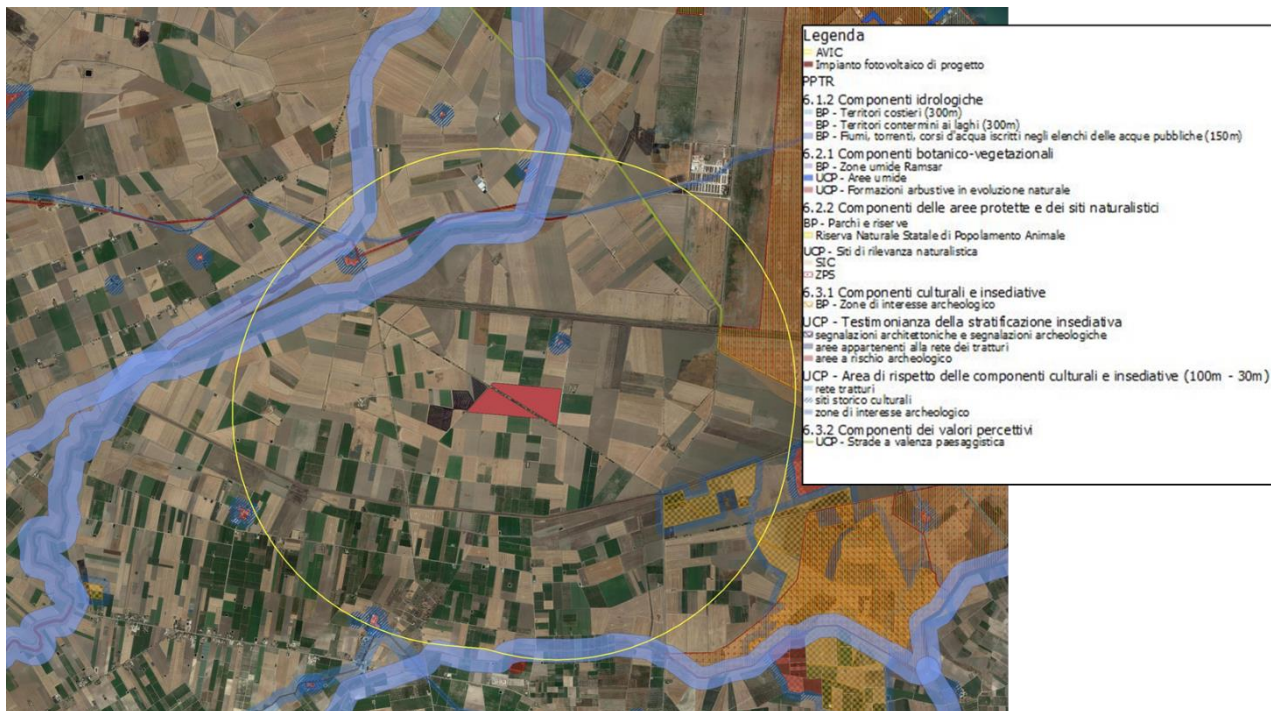 Legenda
AVIC
Impianto fotovoltaico di progetto
PPTR
6.1.2 Componenti idrologiche
BP - Territori costieri (300m)
BP - Territori contermini ai laghi (300m)
BP - Fiumi, torrenti, corsi d'acqua iscritti negli elenchi delle acque pubbliche (150m)
6.2.1 Componenti botanico-vegetazionali
BP - Zone umide Ramsar
UCP - Aree umide
UCP - Formazioni arbustive in evoluzione naturale
6.2.2 Componenti delle aree protette e dei siti naturalistici
BP - Parchi e riserve
Riserva Naturale Statale di Popolamento Animale
UCP - Siti di rilevanza naturalistica
SIC
ZPS
6.3.1 Componenti culturali e insediative
BP - Zone di interesse archeologico
UCP - Testimonianza della stratificazione insediativa
segnalazioni architettoniche e segnalazioni archeologiche
aree appartenenti alla rete dei tratturi
aree a rischio archeologico
UCP - Area di rispetto delle componenti culturali e insediative (100m - 30m)
rete tratturi
siti storico culturali
zone di interesse archeologico
6.3.2 Componenti dei valori percettivi
UCP - Strade a valenza paesaggistica